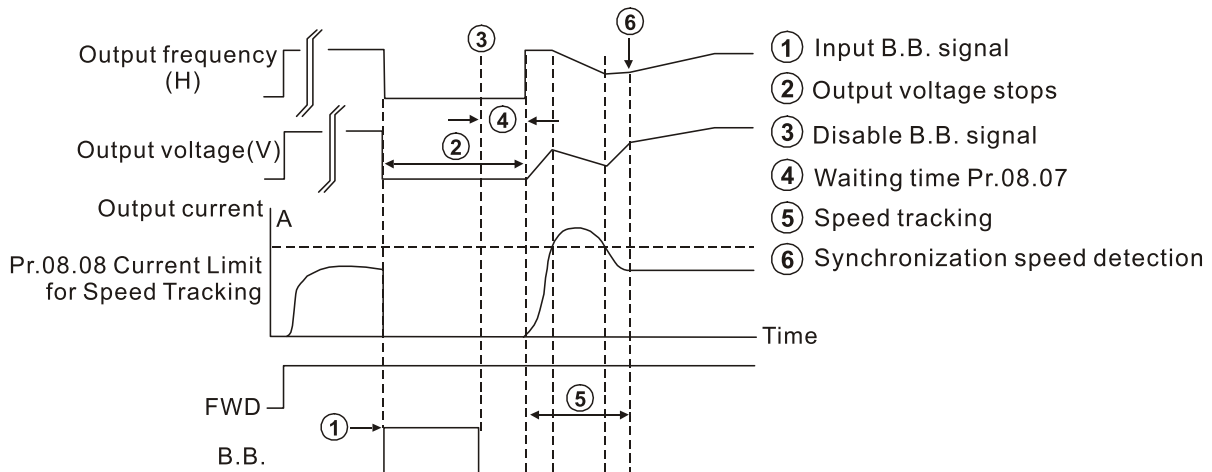 Output frequency
(H)
Output voltage(V)
Output current
A
Pr.08.08 Current Limit
for Speed Tracking
Time
FWD
B.B.
1
2
3
4
5
6
1 Input B.B. signal
2 Output voltage stops
3 Disable B.B. signal
4 Waiting time Pr.08.07
5 Speed tracking
6 Synchronization speed detection